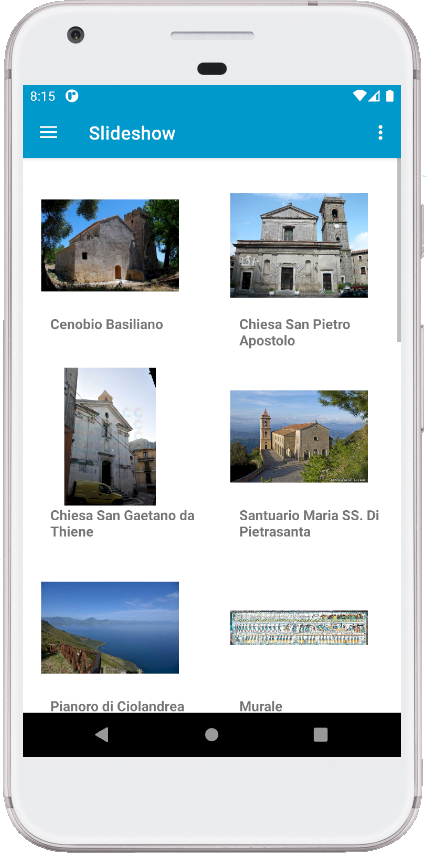 8:15
Slideshow
Cenobio Basiliano
Chiesa San Pietro
Apostolo
Chiesa San Gaetano da
Thiene
Santuario Maria SS. Di
Pietrasanta
Pianoro di Ciolandrea
Murale